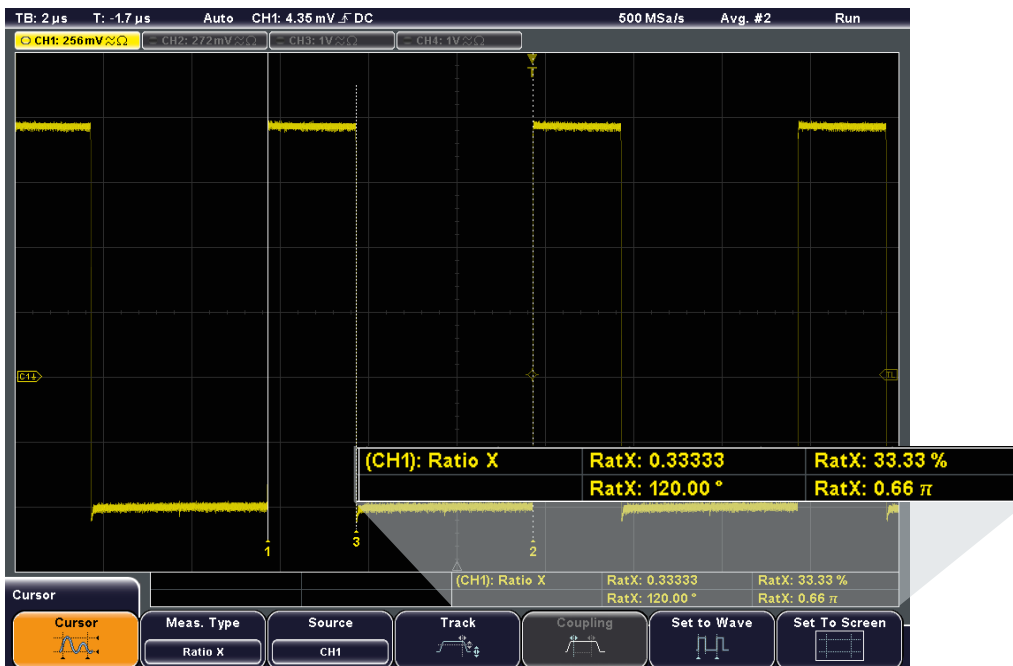 TB: 2 µs T: -1.7 µs Auto CH1: 4.35 mV DC 500 MSa/s Avg. #2 Run
CH1: 256mV CH2: 272mV CH3: 1V CH4: 1V
T
C1
TL
(CH1): Ratio X RatX: 0.33333 RatX: 33.33 %
RatX: 120.00 ° RatX: 0.66 π
1 3 2
(CH1): Ratio X RatX: 0.33333 RatX: 33.33 %
RatX: 120.00 ° RatX: 0.66 π
Cursor
Cursor Meas. Type Source Track Coupling Set to Wave Set To Screen
Ratio X CH1